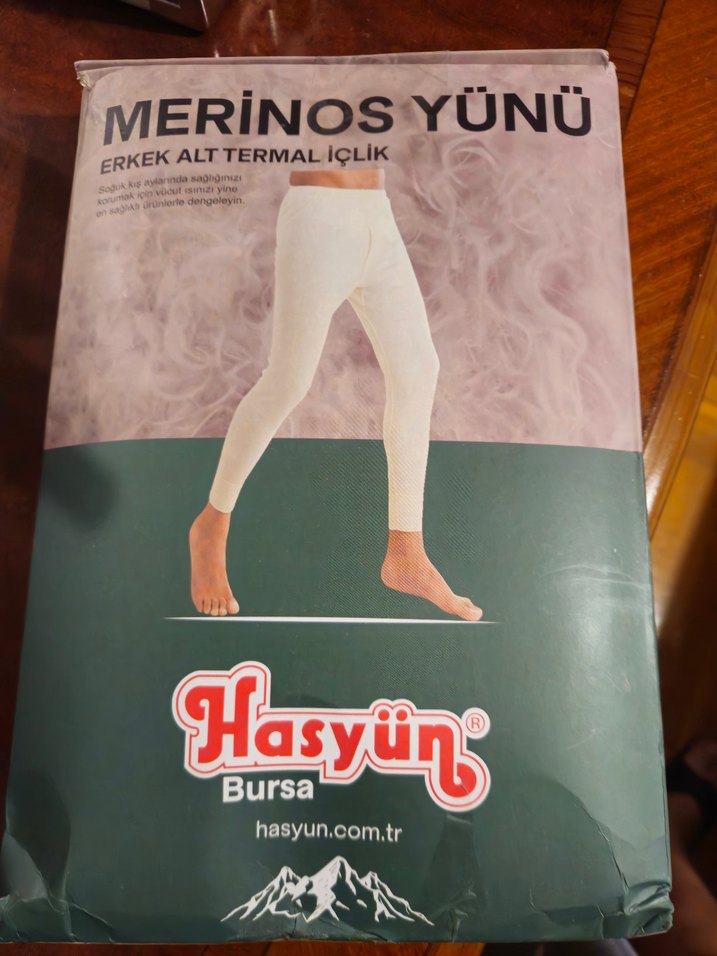 MERİNOS YÜNÜ
ERKEK ALT TERMAL İÇLİK
Soğuk kış aylarında sağlığınızı
korumak için vücut ısınızı yine
en sağlıklı ürünlerle dengeleyin.
Hasyün®
Bursa
hasyun.com.tr